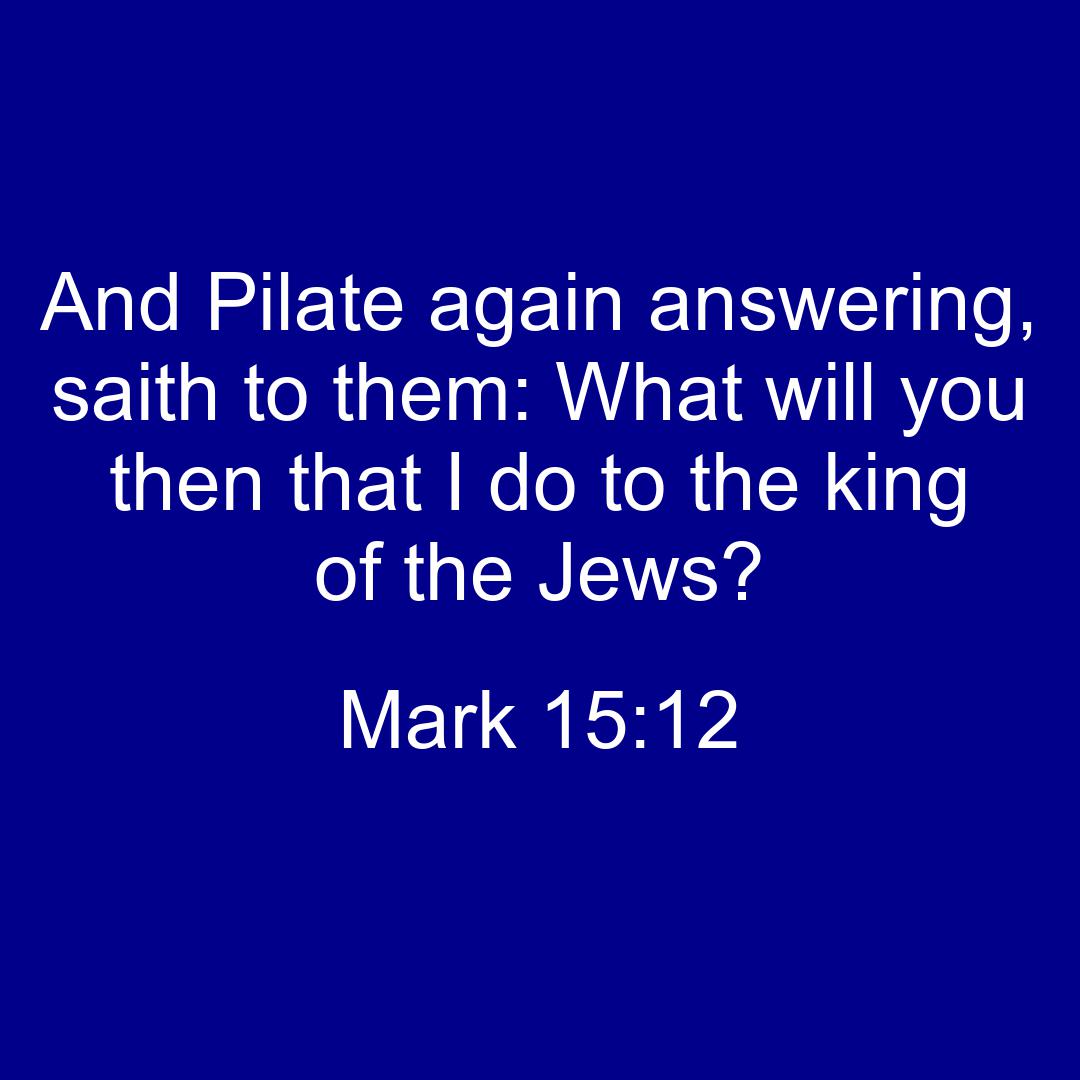 And Pilate again answering,
saith to them: What will you
then that I do to the king
of the Jews?
Mark 15:12